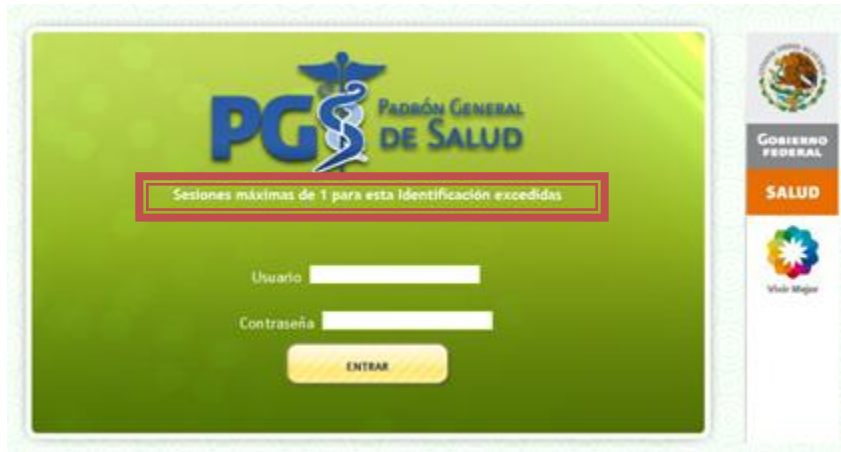 PGS
PADRÓN GENERAL
DE SALUD
Sesiones máximas de 1 para esta Identificación excedidas
Usuario
Contraseña
ENTRAR
GOBIERNO
FEDERAL
SALUD
Vivir Mejor